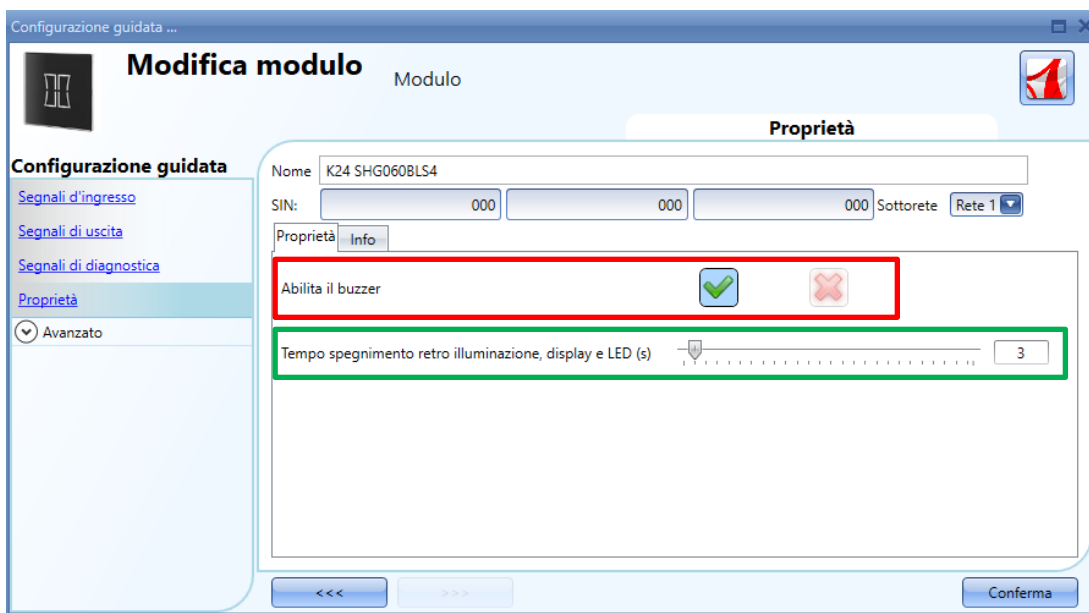 Configurazione guidata ...
Modifica modulo
Modulo
Proprietà
Configurazione guidata
Segnali d'ingresso
Segnali di uscita
Segnali di diagnostica
Proprietà
Avanzato
Nome K24 SHG060BLS4
SIN: 000 000 000 Sottorete Rete 1
Proprietà Info
Abilita il buzzer
Tempo spegnimento retro illuminazione, display e LED (s) 3
<<< >>> Conferma